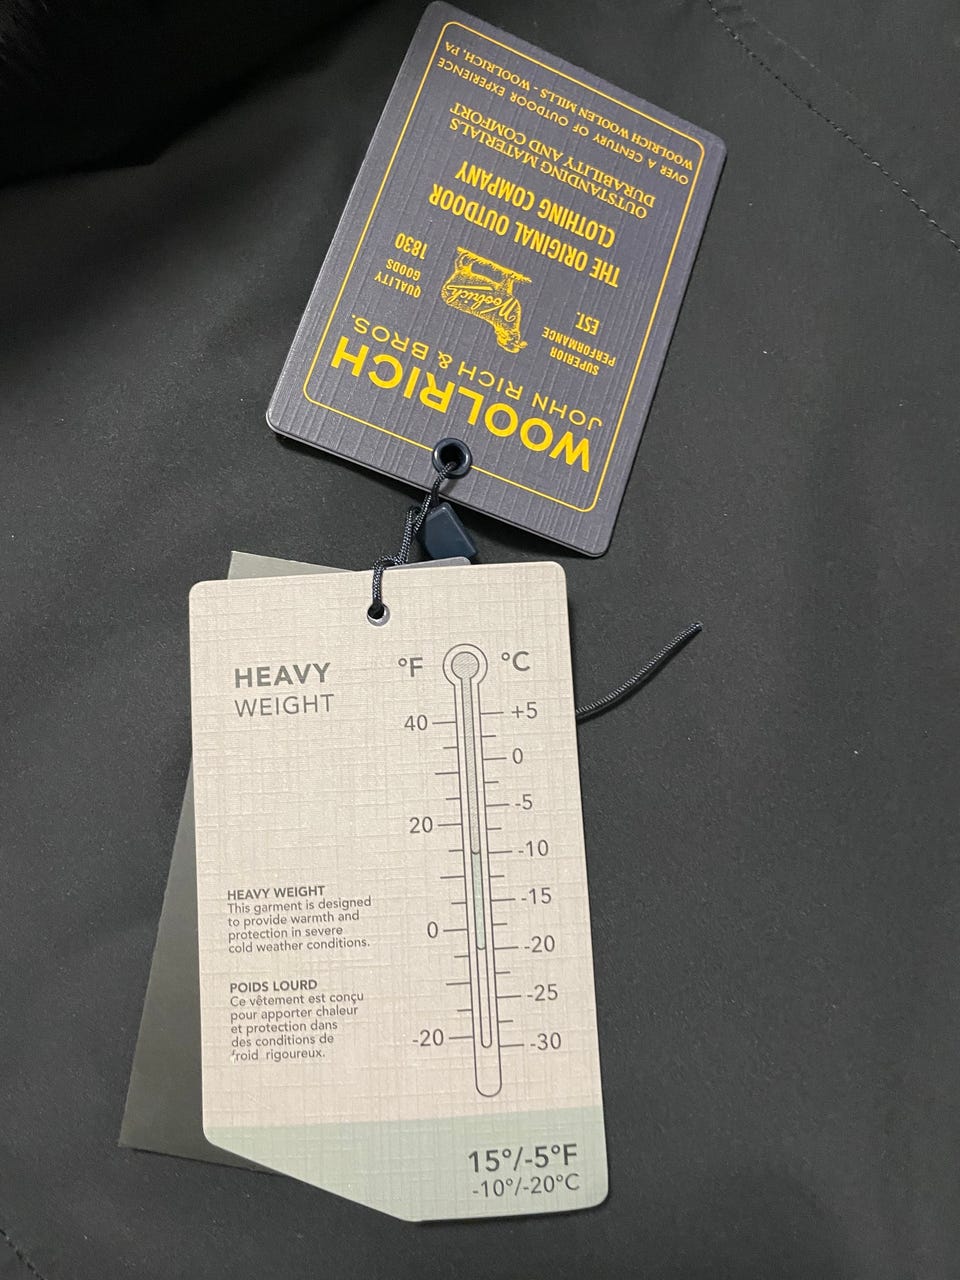 WOOLRICH
JOHN RICH & BROS.
SUPERIOR
PERFORMANCE
EST.
Woolrich
QUALITY
GOODS
1830
THE ORIGINAL OUTDOOR
CLOTHING COMPANY
OUTSTANDING MATERIALS
DURABILITY AND COMFORT
OVER A CENTURY OF OUTDOOR EXPERIENCE
WOOLRICH WOOLEN MILLS - WOOLRICH, PA
HEAVY
WEIGHT
°F °C
+5
40
0
-5
20
-10
-15
0
-20
-25
-20
-30
HEAVY WEIGHT
This garment is designed
to provide warmth and
protection in severe
cold weather conditions.
POIDS LOURD
Ce vêtement est conçu
pour apporter chaleur
et protection dans
des conditions de
froid rigoureux.
15°/-5°F
-10°/-20°C